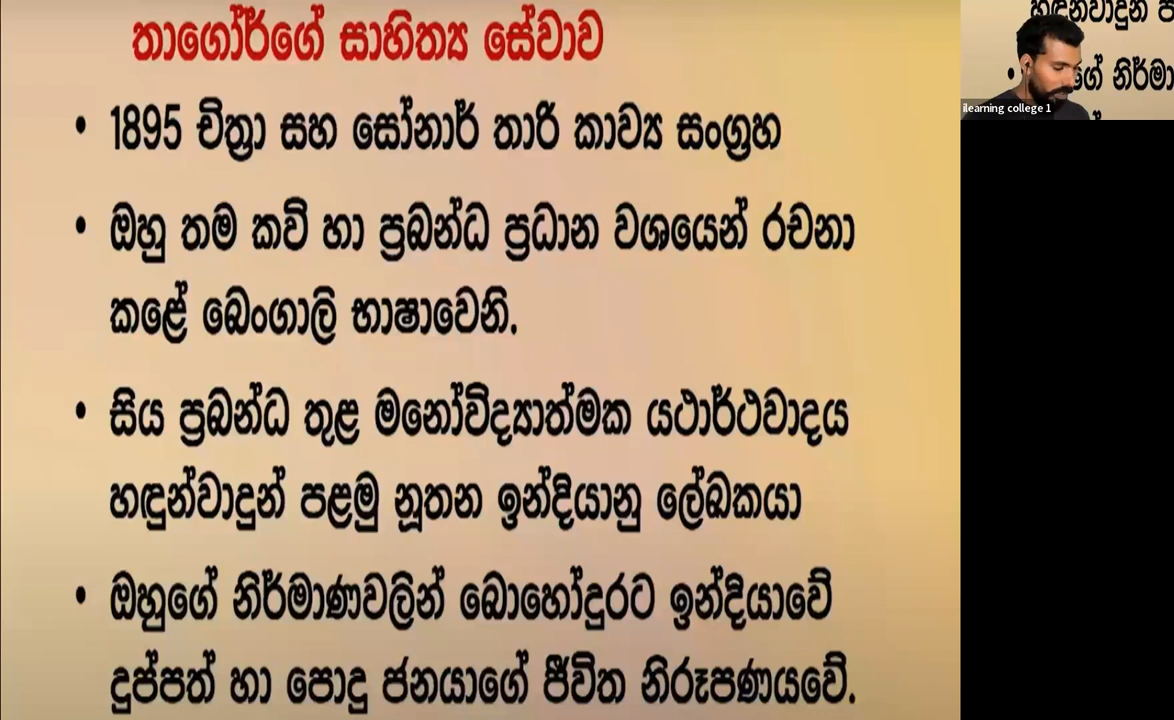 තාගෝර්ගේ සාහිත්‍ය සේවාව
• 1895 චිත්‍රා සහ සෝනාර් තාරි කාව්‍ය සංග්‍රහ
• ඔහු තම කවි හා ප්‍රබන්ධ ප්‍රධාන වශයෙන් රචනා
කළේ බෙංගාලි භාෂාවෙනි.
• සිය ප්‍රබන්ධ තුළ මනෝවිද්‍යාත්මක යථාර්ථවාදය
හඳුන්වාදුන් පළමු නූතන ඉන්දියානු ලේඛකයා
• ඔහුගේ නිර්මාණවලින් බොහෝදුරට ඉන්දියාවේ
දුප්පත් හා පොදු ජනයාගේ ජීවිත නිරූපණයවේ.
හඳුන්වාදුන් ප
• ගේ නිර්මා
ilearning college 1